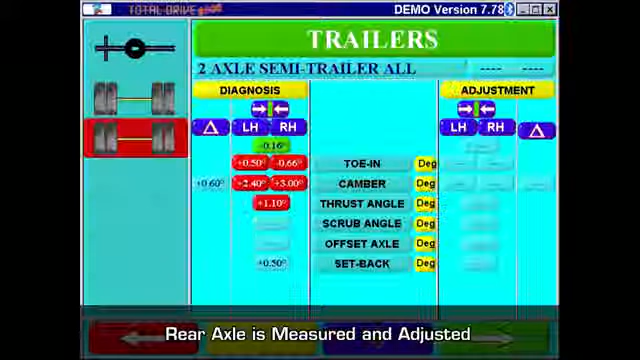 TOTAL DRIVE
DEMO Version 7.78
TRAILERS
2 AXLE SEMI-TRAILER ALL ---- ----
DIAGNOSIS ADJUSTMENT
Δ LH RH LH RH Δ
-0.16°
+0.50° -0.66° TOE-IN Deg
+0.60° +2.40° +3.00° CAMBER Deg
+1.10° THRUST ANGLE Deg
SCRUB ANGLE Deg
OFFSET AXLE Deg
+0.50° SET-BACK Deg
Rear Axle is Measured and Adjusted